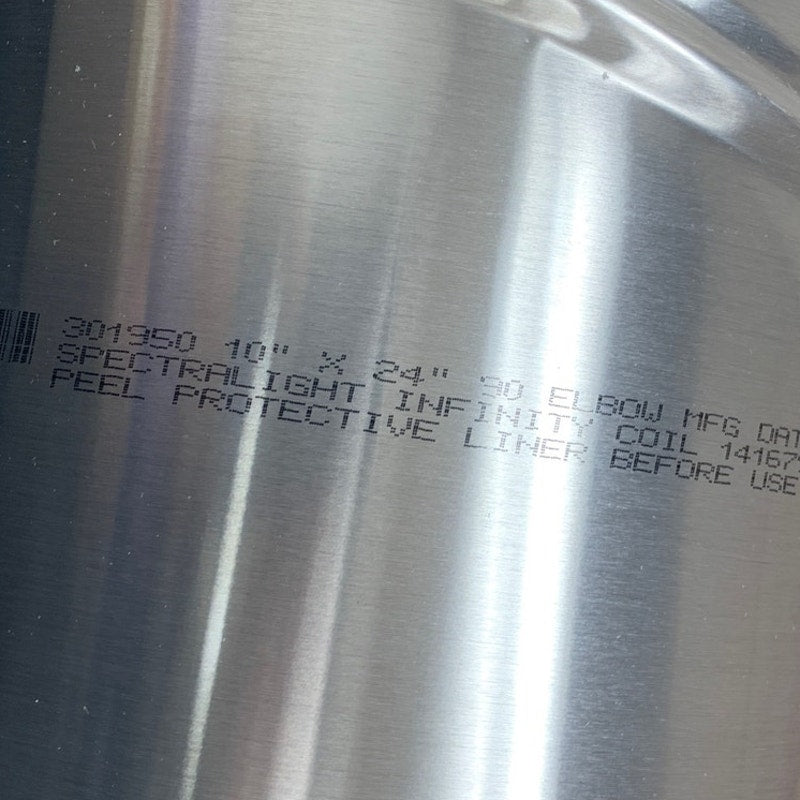 301950 10" X 24" 90 ELBOW MFG DAT
SPECTRALIGHT INFINITY COIL 14167
PEEL PROTECTIVE LINER BEFORE USE